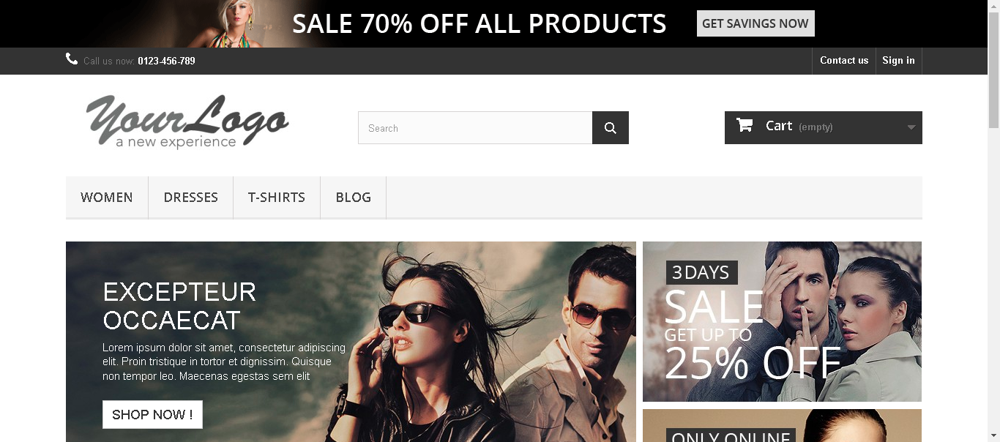 SALE 70% OFF ALL PRODUCTS
GET SAVINGS NOW
Call us now: 0123-456-789
Contact us
Sign in
YourLogo
a new experience
Search
Cart (empty)
WOMEN
DRESSES
T-SHIRTS
BLOG
EXCEPTEUR
OCCAECAT
Lorem ipsum dolor sit amet, consectetur adipiscing
elit. Proin tristique in tortor et dignissim. Quisque
non tempor leo. Maecenas egestas sem elit
SHOP NOW !
3 DAYS
SALE
GET UP TO
25% OFF
ONLY ONLINE